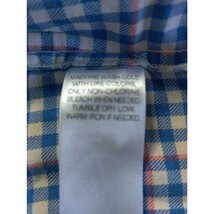 MACHINE WASH COLD
WITH LIKE COLORS.
ONLY NON-CHLORINE
BLEACH WHEN NEEDED.
TUMBLE DRY LOW.
WARM IRON IF NEEDED.